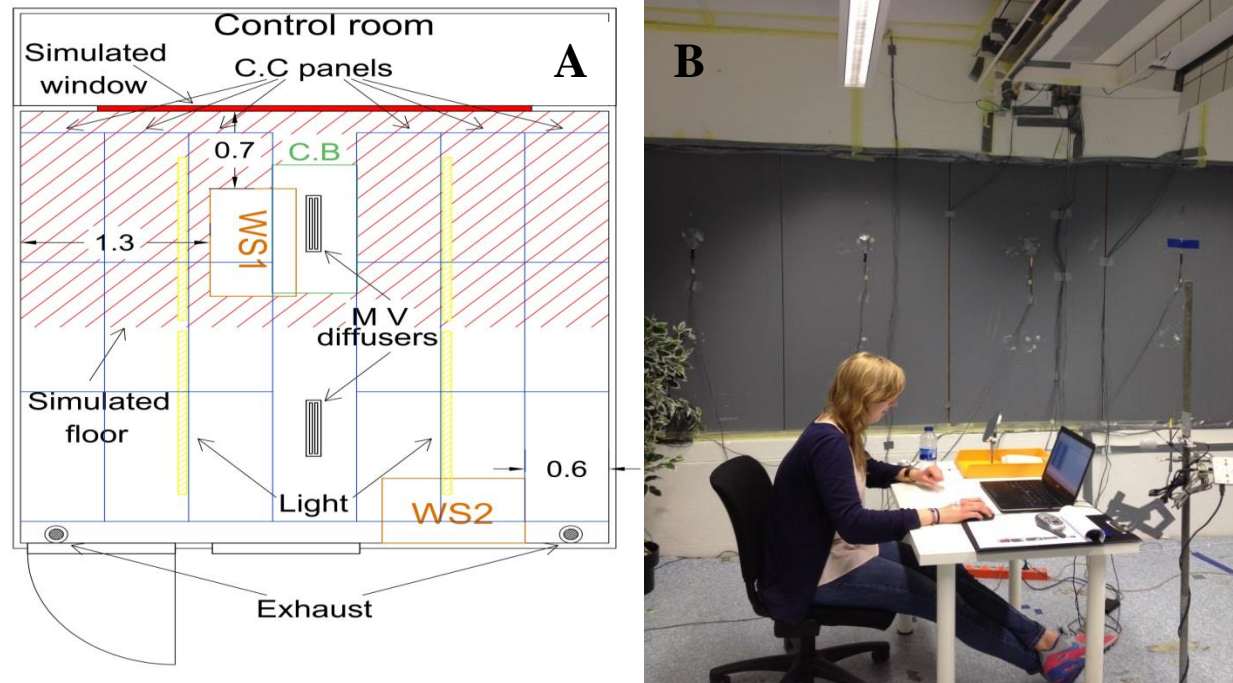 Control room
A
Simulated
window
C.C panels
0.7
C.B
WS1
1.3
M V
diffusers
Simulated
floor
Light
0.6
WS2
Exhaust
B